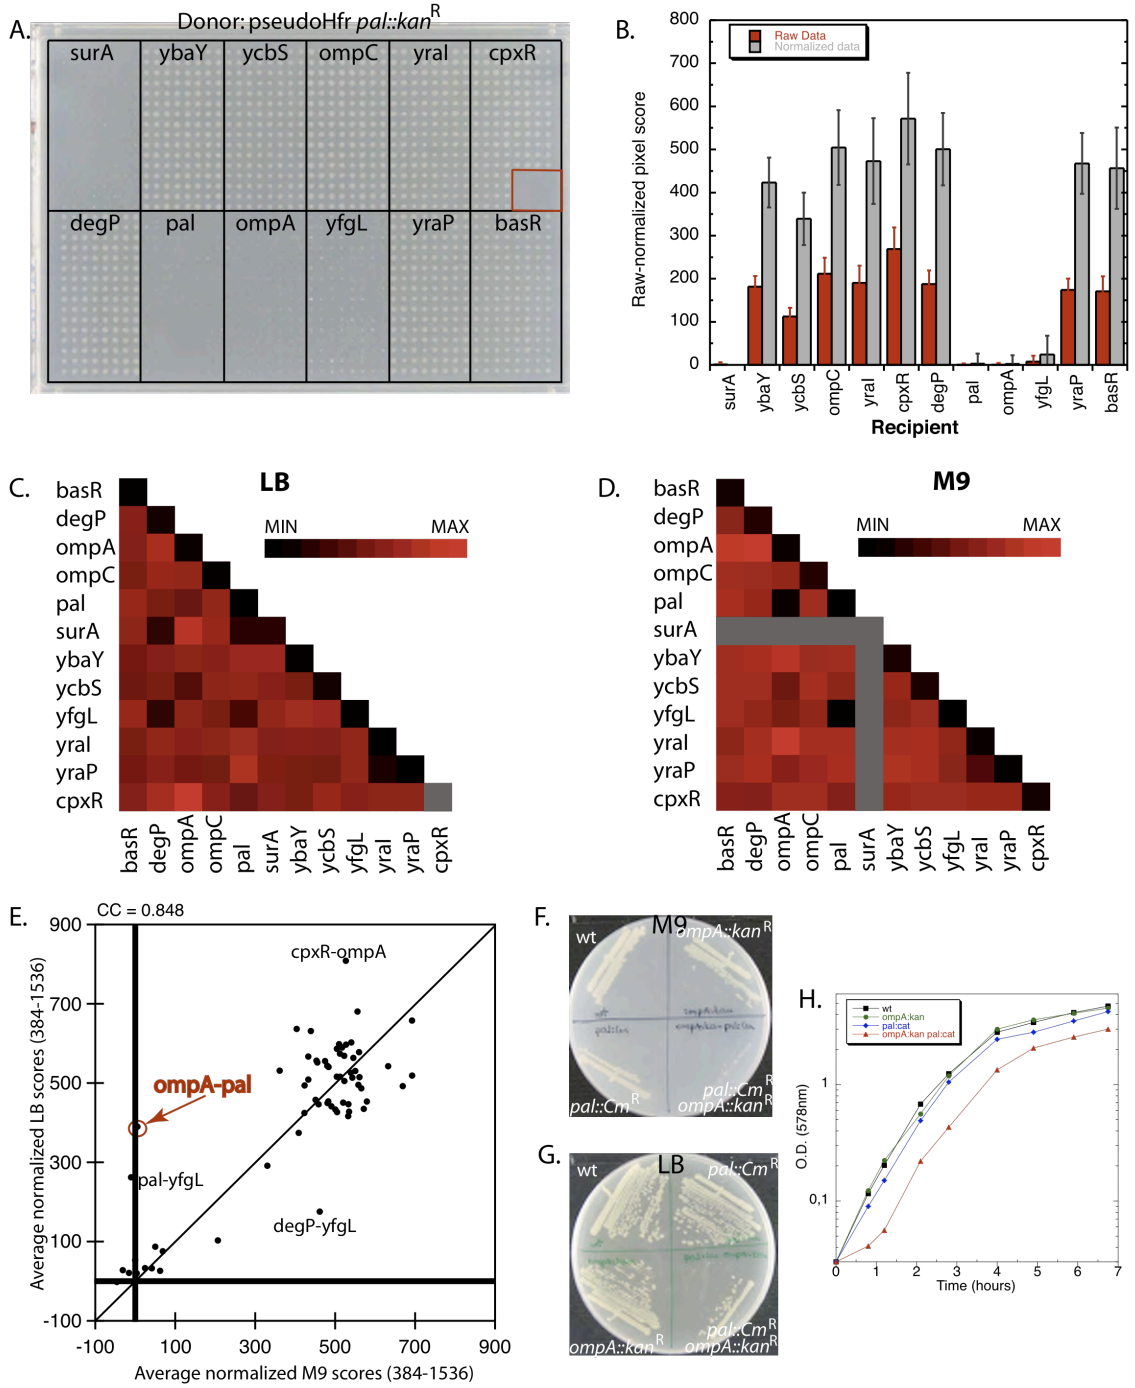 A.
Donor: pseudoHfr pal::kanR
surA ybaY ycbS ompC yraI cpxR
degP pal ompA yfgL yraP basR
B.
Raw Data
Normalized data
Raw-normalized pixel score
800
700
600
500
400
300
200
100
0
surA ybaY ycbS ompC yraI cpxR degP pal ompA yfgL yraP basR
Recipient
C.
LB
MIN MAX
basR
degP
ompA
ompC
pal
surA
ybaY
ycbS
yfgL
yraI
yraP
cpxR
basR degP ompA ompC pal surA ybaY ycbS yfgL yraI yraP cpxR
D.
M9
MIN MAX
basR
degP
ompA
ompC
pal
surA
ybaY
ycbS
yfgL
yraI
yraP
cpxR
basR degP ompA ompC pal surA ybaY ycbS yfgL yraI yraP cpxR
E.
CC = 0.848
Average normalized LB scores (384-1536)
900
700
500
300
100
-100
cpxR-ompA
ompA-pal
pal-yfgL
degP-yfgL
-100 100 300 500 700 900
Average normalized M9 scores (384-1536)
F.
M9
wt
ompA::kanR
wt
pal::CmR
pal::CmR
ompA::kanR
G.
LB
wt
pal::CmR
ompA::kanR
pal::CmR
ompA::kanR
H.
wt
ompA:kan
pal:cat
ompA:kan pal:cat
O.D. (578nm)
1
0,1
0 1 2 3 4 5 6 7
Time (hours)